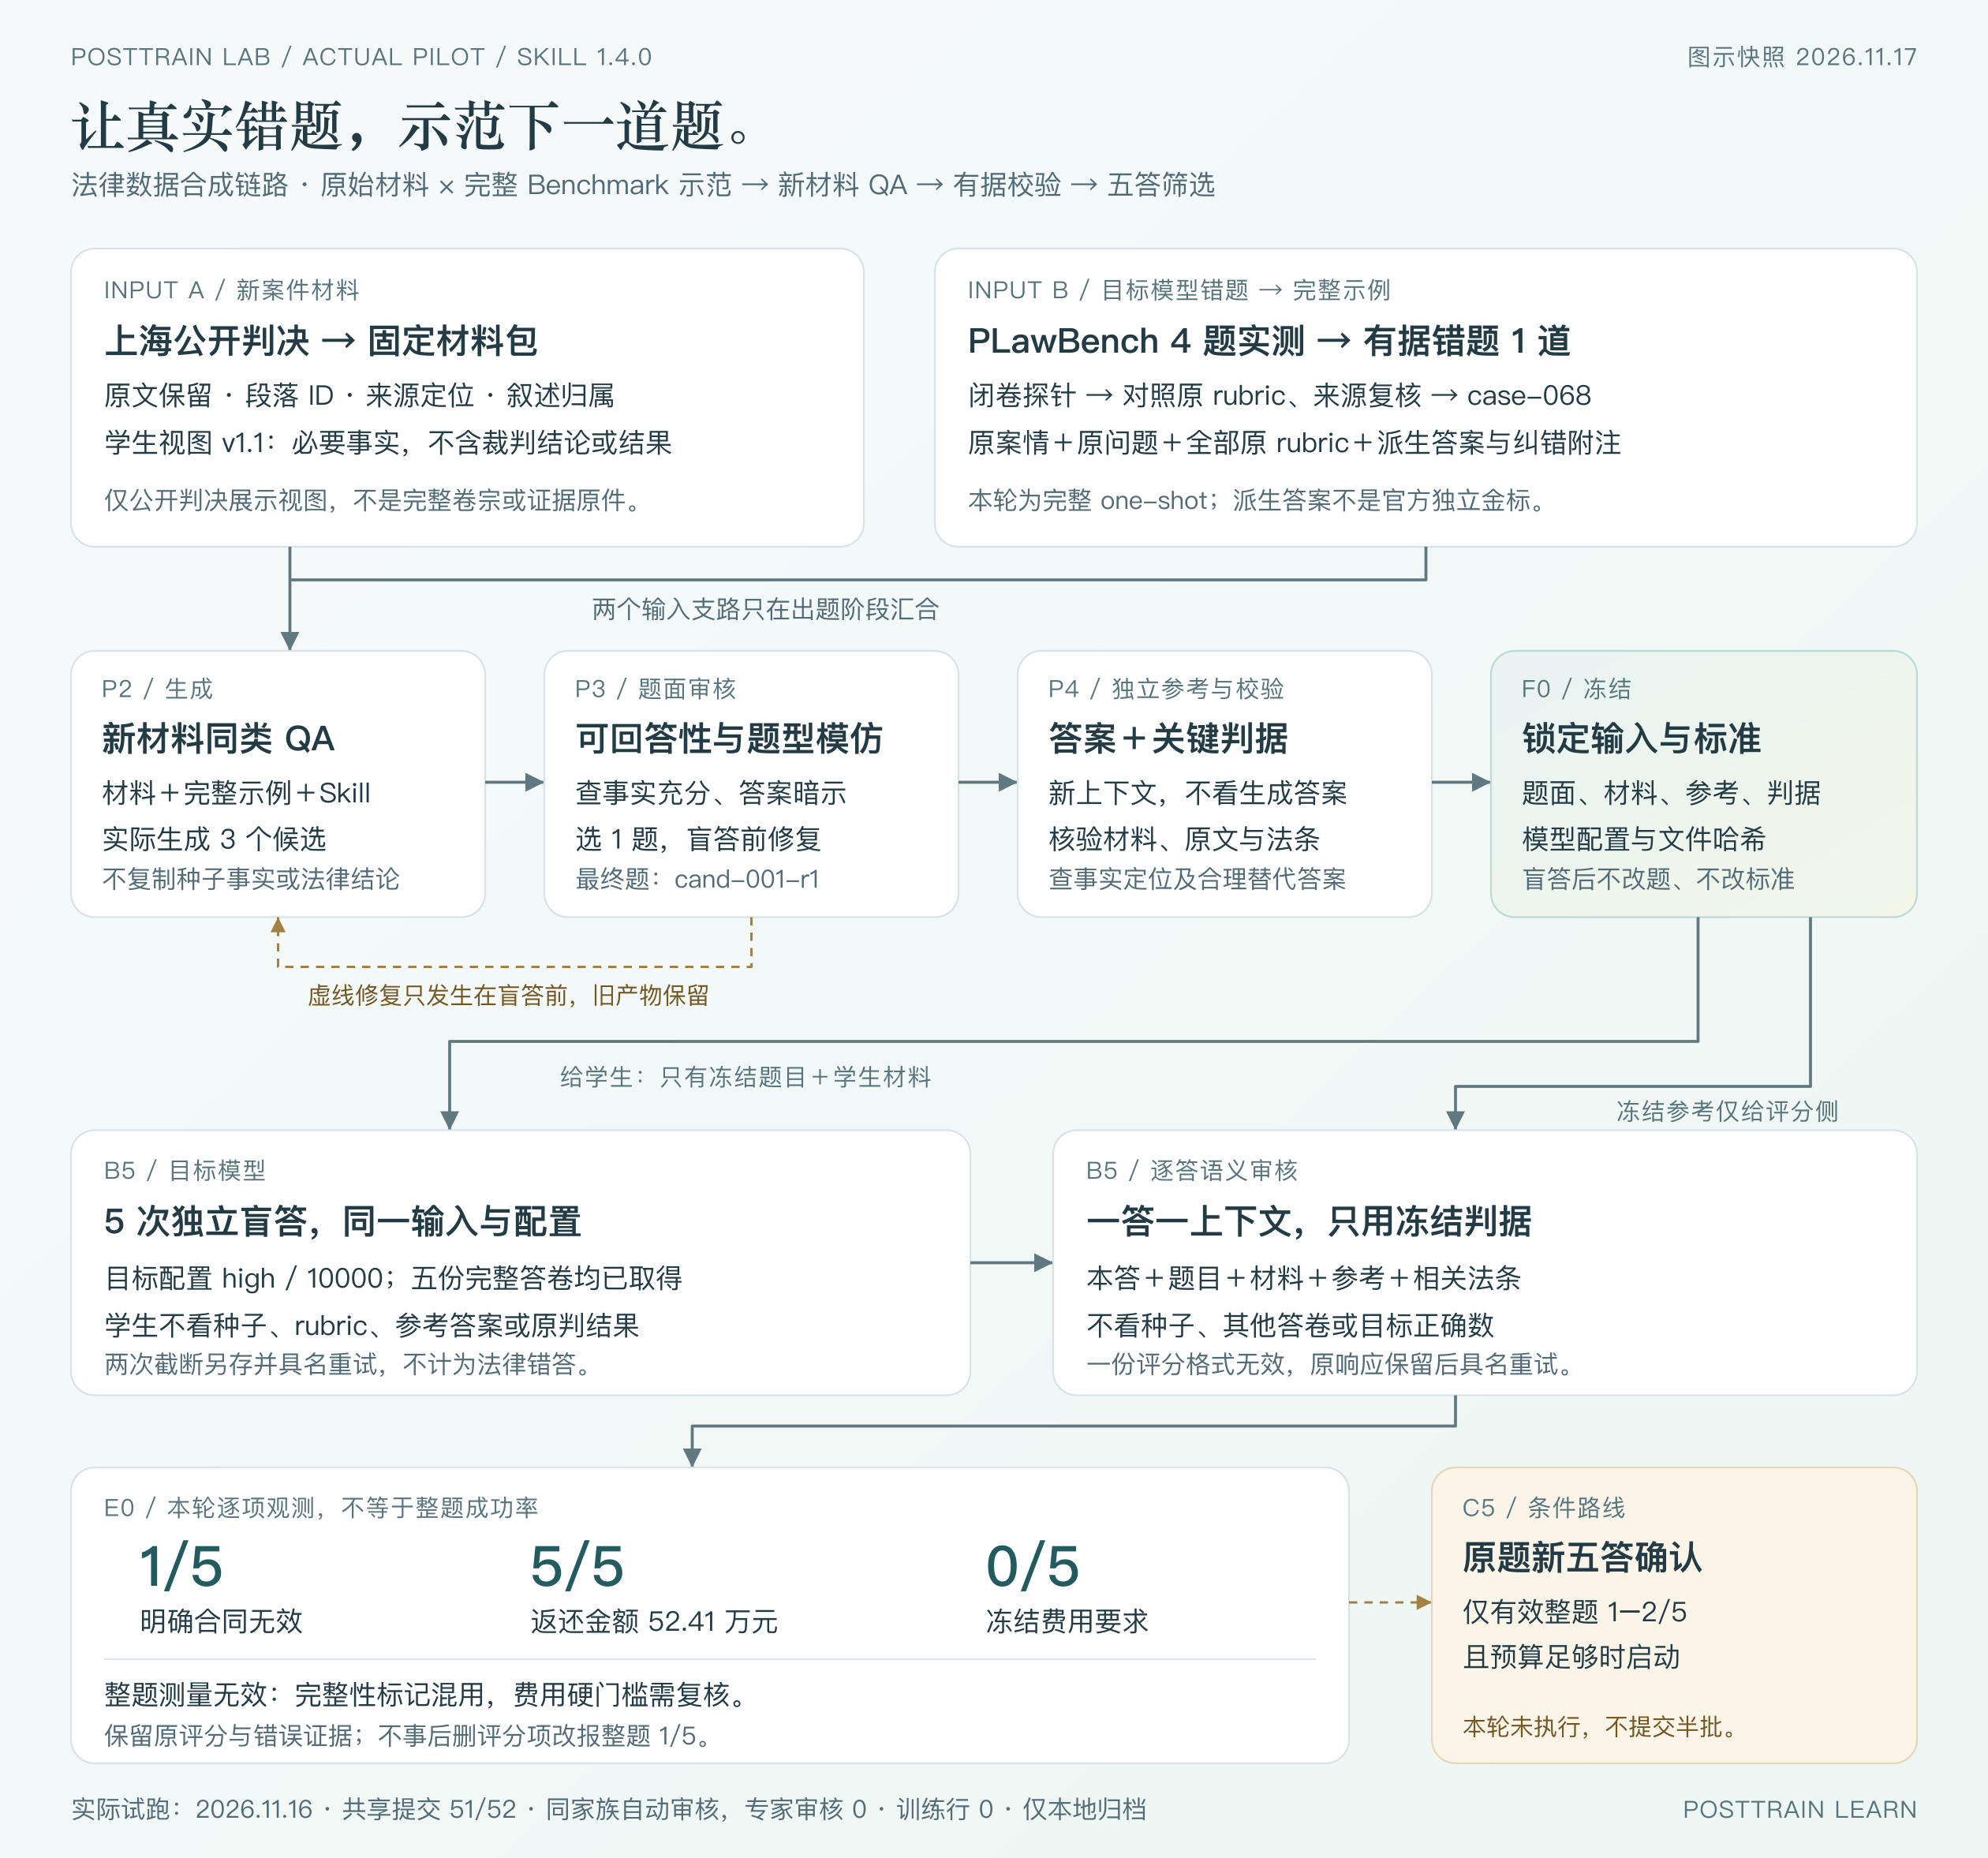 POSTTRAIN LAB / ACTUAL PILOT / SKILL 1.4.0
图示快照 2026.11.17
让真实错题，示范下一道题。
法律数据合成链路 · 原始材料 × 完整 Benchmark 示范 → 新材料 QA → 有据校验 → 五答筛选
INPUT A / 新案件材料
上海公开判决 → 固定材料包
原文保留 · 段落 ID · 来源定位 · 叙述归属
学生视图 v1.1：必要事实，不含裁判结论或结果
仅公开判决展示视图，不是完整卷宗或证据原件。
INPUT B / 目标模型错题 → 完整示例
PLawBench 4 题实测 → 有据错题 1 道
闭卷探针 → 对照原 rubric、来源复核 → case-068
原案情＋原问题＋全部原 rubric＋派生答案与纠错附注
本轮为完整 one-shot；派生答案不是官方独立金标。
两个输入支路只在出题阶段汇合
P2 / 生成
新材料同类 QA
材料＋完整示例＋Skill
实际生成 3 个候选
不复制种子事实或法律结论
P3 / 题面审核
可回答性与题型模仿
查事实充分、答案暗示
选 1 题，盲答前修复
最终题：cand-001-r1
P4 / 独立参考与校验
答案＋关键判据
新上下文，不看生成答案
核验材料、原文与法条
查事实定位及合理替代答案
F0 / 冻结
锁定输入与标准
题面、材料、参考、判据
模型配置与文件哈希
盲答后不改题、不改标准
虚线修复只发生在盲答前，旧产物保留
给学生：只有冻结题目＋学生材料
冻结参考仅给评分侧
B5 / 目标模型
5 次独立盲答，同一输入与配置
目标配置 high / 10000；五份完整答卷均已取得
学生不看种子、rubric、参考答案或原判结果
两次截断另存并具名重试，不计为法律错答。
B5 / 逐答语义审核
一答一上下文，只用冻结判据
本答＋题目＋材料＋参考＋相关法条
不看种子、其他答卷或目标正确数
一份评分格式无效，原响应保留后具名重试。
E0 / 本轮逐项观测，不等于整题成功率
1/5
5/5
0/5
明确合同无效
返还金额 52.41 万元
冻结费用要求
整题测量无效：完整性标记混用，费用硬门槛需复核。
保留原评分与错误证据；不事后删评分项改报整题 1/5。
C5 / 条件路线
原题新五答确认
仅有效整题 1—2/5
且预算足够时启动
本轮未执行，不提交半批。
实际试跑：2026.11.16 · 共享提交 51/52 · 同家族自动审核，专家审核 0 · 训练行 0 · 仅本地归档
POSTTRAIN LEARN